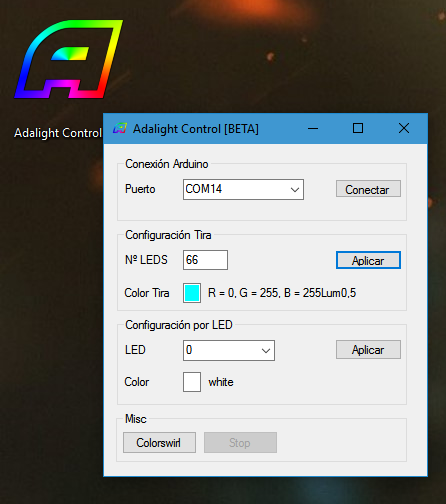 Adalight Control
Adalight Control [BETA]
Conexión Arduino
Puerto COM14 Conectar
Configuración Tira
Nº LEDS 66 Aplicar
Color Tira R = 0, G = 255, B = 255Lum0,5
Configuración por LED
LED 0 Aplicar
Color white
Misc
Colorswirl Stop